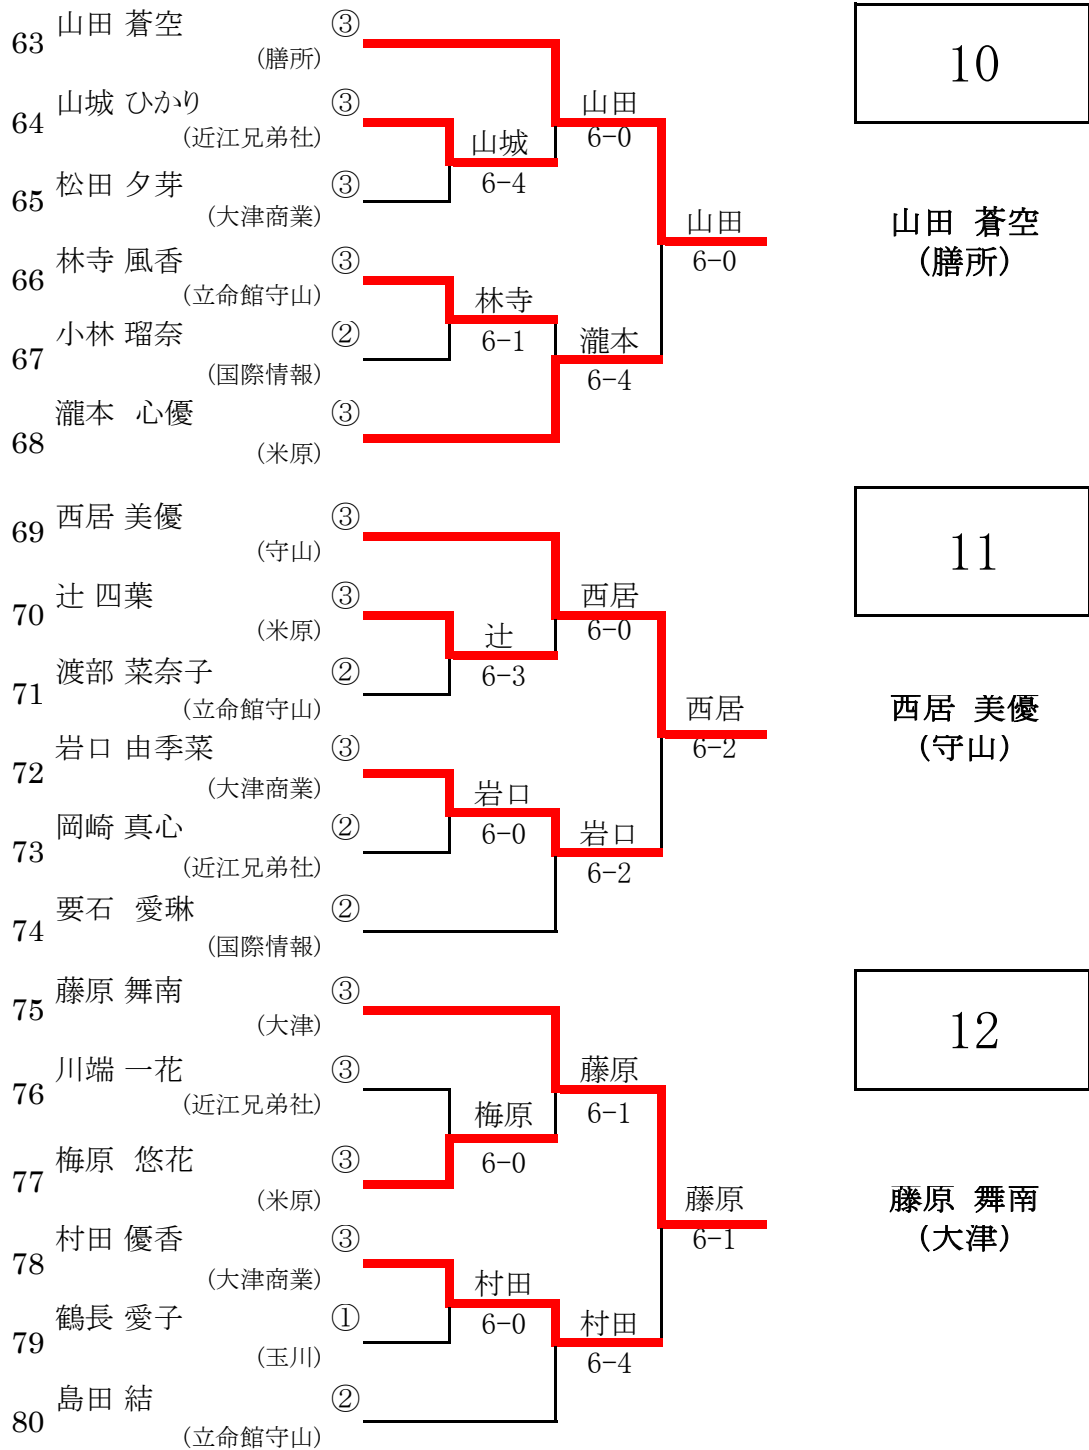 63 山田 蒼空 ③
(膳所)
64 山城 ひかり ③
(近江兄弟社)
65 松田 夕芽 ③
(大津商業)
66 林寺 風香 ③
(立命館守山)
67 小林 瑠奈 ②
(国際情報)
68 瀧本 心優 ③
(米原)
山城
6-4
林寺
6-1
山田
6-0
瀧本
6-4
山田
6-0
10
山田 蒼空
(膳所)
69 西居 美優 ③
(守山)
70 辻 四葉 ③
(米原)
71 渡部 菜奈子 ②
(立命館守山)
72 岩口 由季菜 ③
(大津商業)
73 岡崎 真心 ②
(近江兄弟社)
74 要石 愛琳 ②
(国際情報)
辻
6-3
岩口
6-0
西居
6-0
岩口
6-2
西居
6-2
11
西居 美優
(守山)
75 藤原 舞南 ③
(大津)
76 川端 一花 ③
(近江兄弟社)
77 梅原 悠花 ③
(米原)
78 村田 優香 ③
(大津商業)
79 鶴長 愛子 ①
(玉川)
80 島田 結 ②
(立命館守山)
梅原
6-0
村田
6-0
藤原
6-1
村田
6-4
藤原
6-1
12
藤原 舞南
(大津)